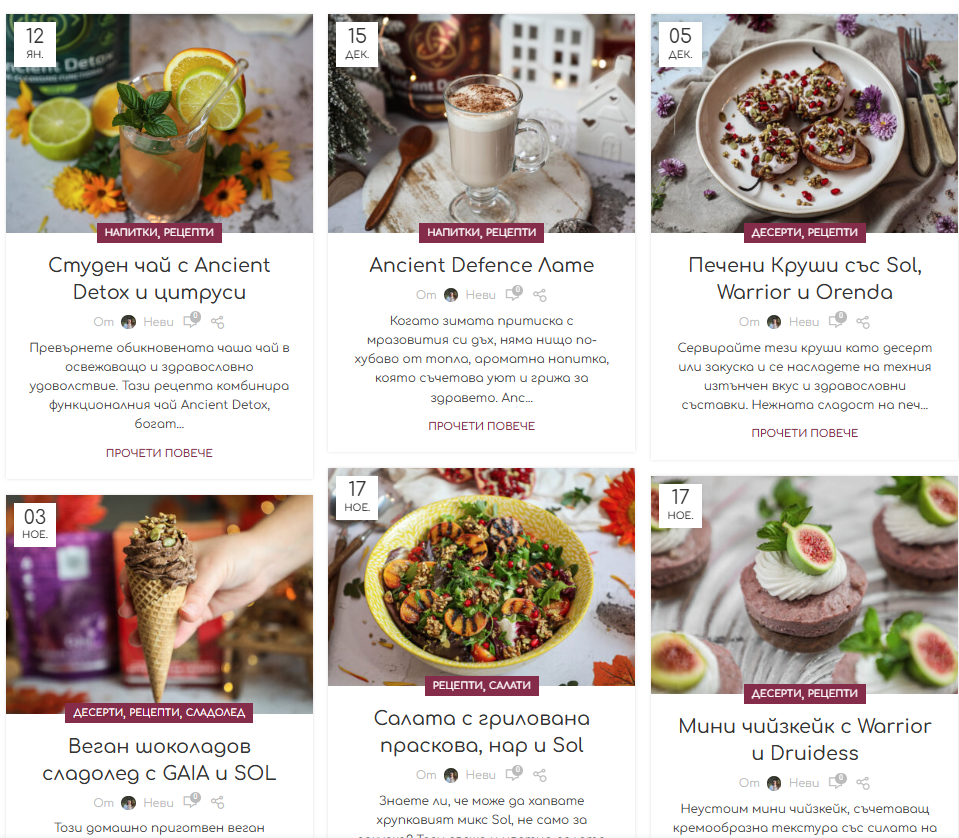 12
ЯН.
Ancient Detox
НАПИТКИ, РЕЦЕПТИ
Студен чай с Ancient
Detox и цитруси
От Неви 0
Превърнете обикновената чаша чай в
освежаващо и здравословно
удоволствие. Тази рецепта комбинира
функционалния чай Ancient Detox,
богат...
ПРОЧЕТИ ПОВЕЧЕ
15
ДЕК.
НАПИТКИ, РЕЦЕПТИ
Ancient Defence Лате
От Неви 0
Когато зимата притиска с
мразовития си дъх, няма нищо по-
хубаво от топла, ароматна напитка,
която съчетава уют и грижа за
здравето. Anc...
ПРОЧЕТИ ПОВЕЧЕ
05
ДЕК.
ДЕСЕРТИ, РЕЦЕПТИ
Печени Круши със Sol,
Warrior и Orenda
От Неви 0
Сервирайте тези круши като десерт
или закуска и се насладете на техния
изтънчен вкус и здравословни
съставки. Нежната сладост на печ...
ПРОЧЕТИ ПОВЕЧЕ
03
НОЕ.
ДЕСЕРТИ, РЕЦЕПТИ, СЛАДОЛЕД
Веган шоколадов
сладолед с GAIA и SOL
От Неви 0
Този домашно приготвен веган
17
НОЕ.
РЕЦЕПТИ, САЛАТИ
Салата с грилована
праскова, нар и Sol
От Неви 0
Знаете ли, че може да хапвате
хрупкавият микс Sol, не само за
17
НОЕ.
ДЕСЕРТИ, РЕЦЕПТИ
Мини чийзкейк с Warrior
и Druidess
От Неви 0
Неустоим мини чийзкейк, съчетаващ
кремообразна текстура със силата на